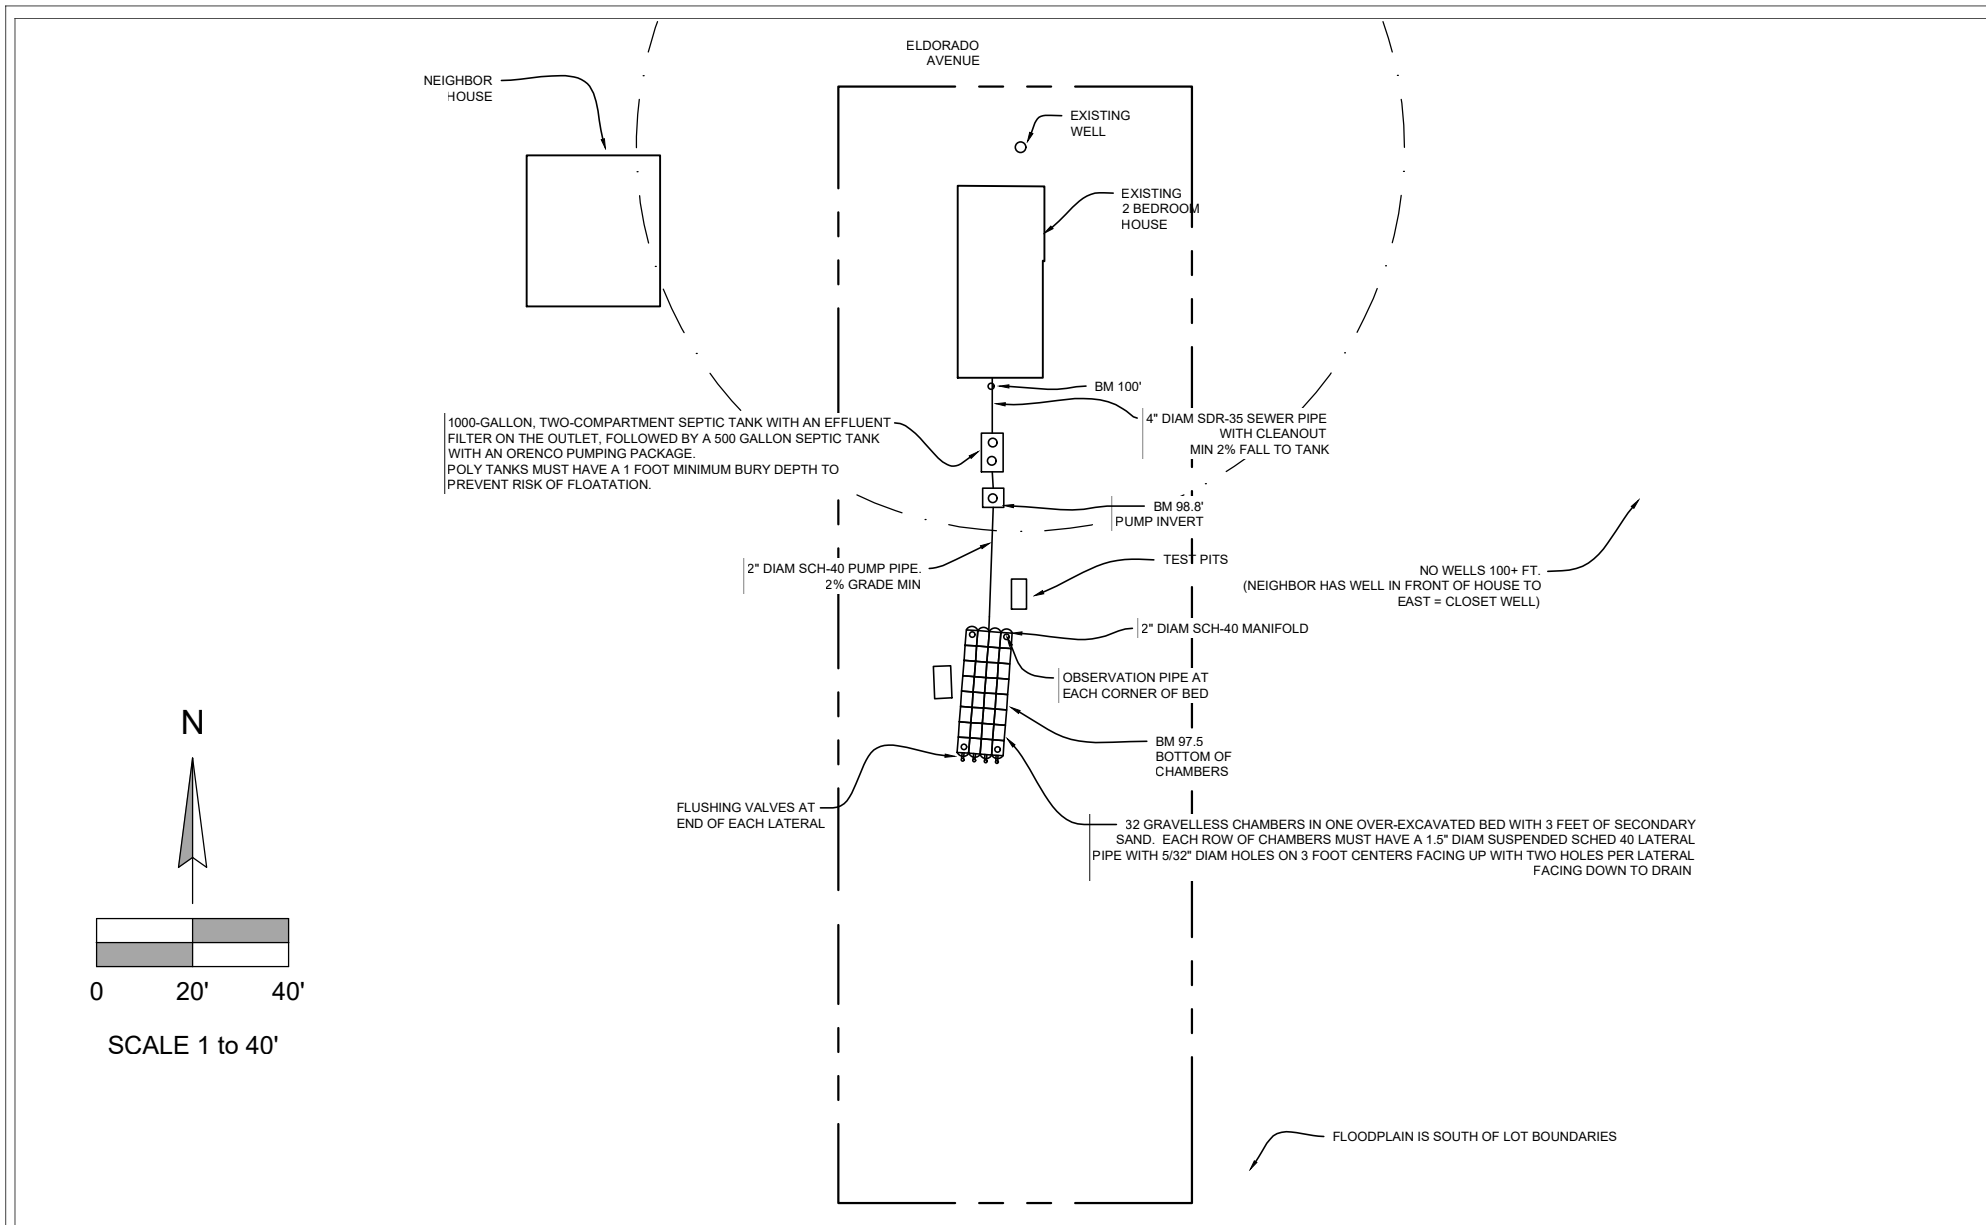 ELDORADO
AVENUE
NEIGHBOR
HOUSE
EXISTING
WELL
EXISTING
2 BEDROOM
HOUSE
BM 100'
4" DIAM SDR-35 SEWER PIPE
WITH CLEANOUT
MIN 2% FALL TO TANK
1000-GALLON, TWO-COMPARTMENT SEPTIC TANK WITH AN EFFLUENT
FILTER ON THE OUTLET, FOLLOWED BY A 500 GALLON SEPTIC TANK
WITH AN ORENCO PUMPING PACKAGE.
POLY TANKS MUST HAVE A 1 FOOT MINIMUM BURY DEPTH TO
PREVENT RISK OF FLOATATION.
BM 98.8'
PUMP INVERT
TEST PITS
2" DIAM SCH-40 PUMP PIPE.
2% GRADE MIN
NO WELLS 100+ FT.
(NEIGHBOR HAS WELL IN FRONT OF HOUSE TO
EAST = CLOSET WELL)
2" DIAM SCH-40 MANIFOLD
OBSERVATION PIPE AT
EACH CORNER OF BED
BM 97.5
BOTTOM OF
CHAMBERS
FLUSHING VALVES AT
END OF EACH LATERAL
32 GRAVELLESS CHAMBERS IN ONE OVER-EXCAVATED BED WITH 3 FEET OF SECONDARY
SAND. EACH ROW OF CHAMBERS MUST HAVE A 1.5" DIAM SUSPENDED SCHED 40 LATERAL
PIPE WITH 5/32" DIAM HOLES ON 3 FOOT CENTERS FACING UP WITH TWO HOLES PER LATERAL
FACING DOWN TO DRAIN
N
0 20' 40'
SCALE 1 to 40'
FLOODPLAIN IS SOUTH OF LOT BOUNDARIES